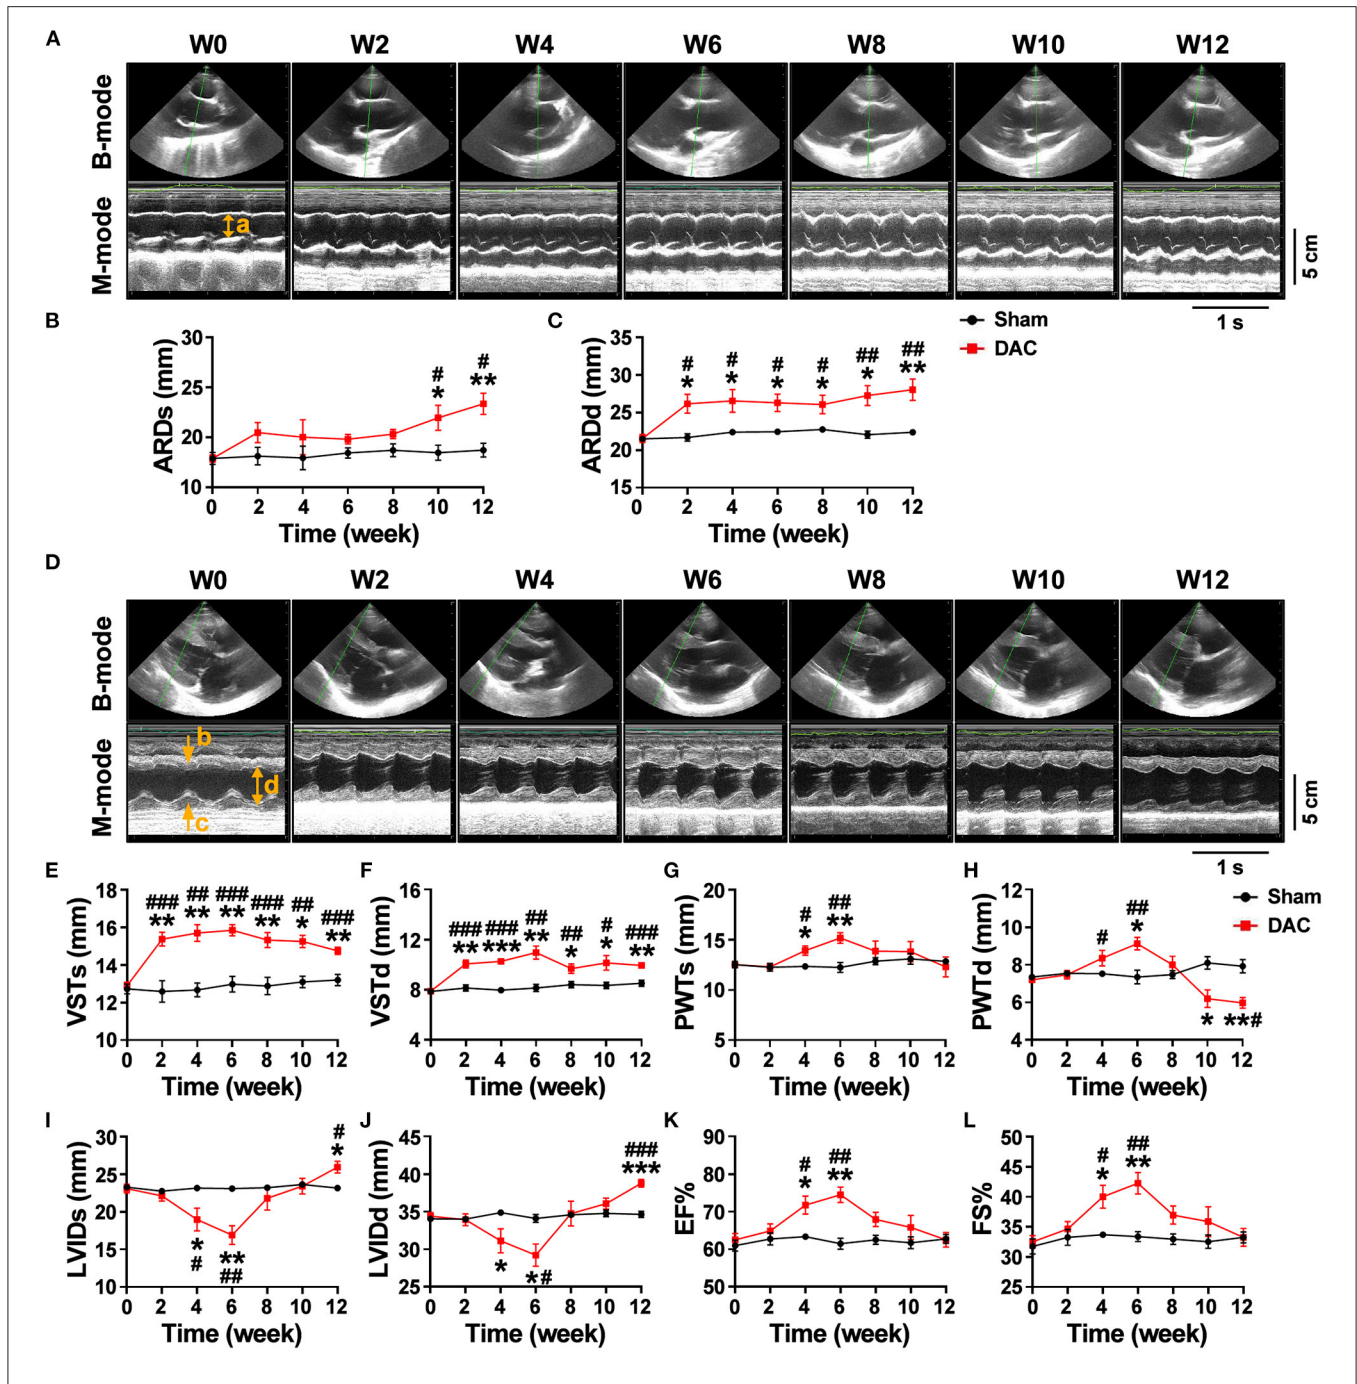 A
W0 W2 W4 W6 W8 W10 W12
B-mode
M-mode
a
5 cm
1 s
B
ARDs (mm)
30
20
10
# #
* **
0 2 4 6 8 10 12
Time (week)
C
ARDd (mm)
35
30
25
20
15
# # # # ## ##
* * * * * **
0 2 4 6 8 10 12
Time (week)
Sham
DAC
D
W0 W2 W4 W6 W8 W10 W12
B-mode
M-mode
b
d
c
5 cm
1 s
E
VSTs (mm)
18
16
14
12
10
### ## ### ### ## ###
** ** ** ** * **
0 2 4 6 8 10 12
Time (week)
F
VSTd (mm)
16
12
8
4
### ### ## ## # ###
** *** ** * * **
0 2 4 6 8 10 12
Time (week)
G
PWTs (mm)
20
15
10
5
# ##
* **
0 2 4 6 8 10 12
Time (week)
H
PWTd (mm)
12
10
8
6
4
# ##
*
* **#
0 2 4 6 8 10 12
Time (week)
Sham
DAC
I
LVIDs (mm)
30
25
20
15
10
#
*
* **
# ##
0 2 4 6 8 10 12
Time (week)
J
LVIDd (mm)
45
40
35
30
25
###
***
* *#
0 2 4 6 8 10 12
Time (week)
K
EF%
90
80
70
60
50
# ##
* **
0 2 4 6 8 10 12
Time (week)
L
FS%
50
45
40
35
30
25
# ##
* **
0 2 4 6 8 10 12
Time (week)